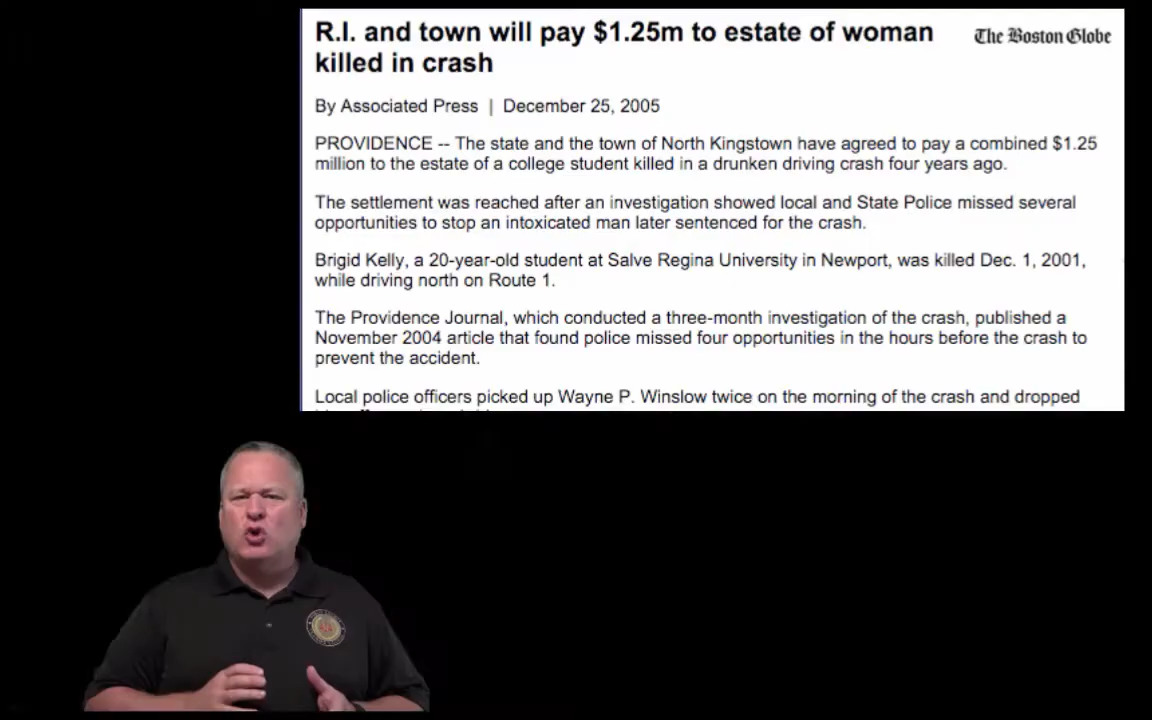 R.I. and town will pay $1.25m to estate of woman
The Boston Globe
killed in crash
By Associated Press | December 25, 2005
PROVIDENCE -- The state and the town of North Kingstown have agreed to pay a combined $1.25
million to the estate of a college student killed in a drunken driving crash four years ago.
The settlement was reached after an investigation showed local and State Police missed several
opportunities to stop an intoxicated man later sentenced for the crash.
Brigid Kelly, a 20-year-old student at Salve Regina University in Newport, was killed Dec. 1, 2001,
while driving north on Route 1.
The Providence Journal, which conducted a three-month investigation of the crash, published a
November 2004 article that found police missed four opportunities in the hours before the crash to
prevent the accident.
Local police officers picked up Wayne P. Winslow twice on the morning of the crash and dropped